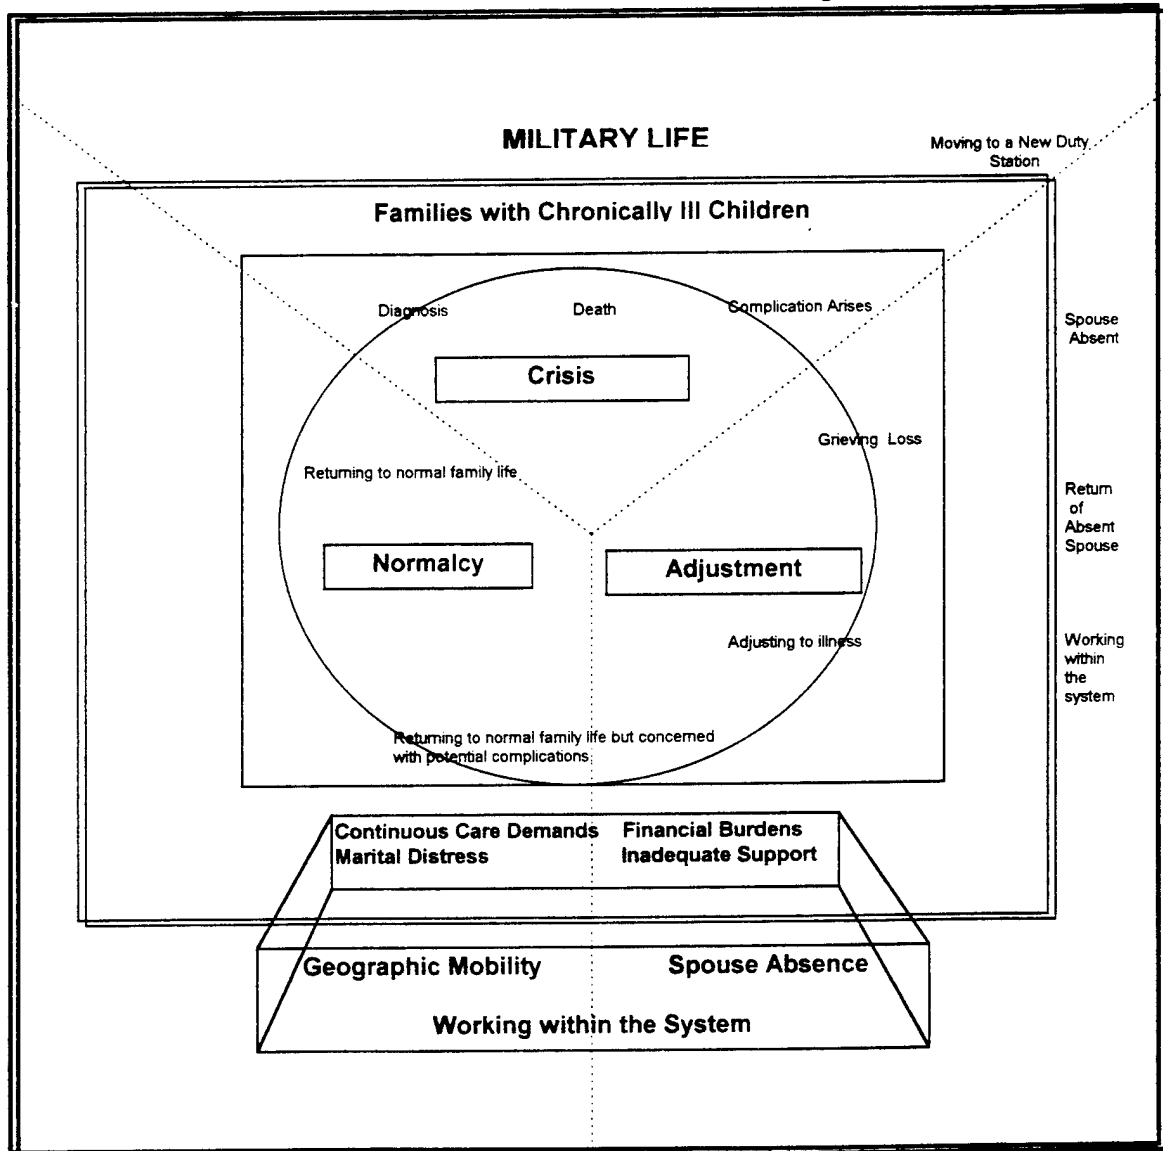 MILITARY LIFE
Moving to a New Duty
Station
Families with Chronically Ill Children
Diagnosis
Death
Complication Arises
Spouse
Absent
Crisis
Grieving Loss
Returning to normal family life
Return
of
Absent
Spouse
Normalcy
Adjustment
Adjusting to illness
Working
within
the
system
Returning to normal family life but concerned
with potential complications
Continuous Care Demands
Financial Burdens
Marital Distress
Inadequate Support
Geographic Mobility
Spouse Absence
Working within the System